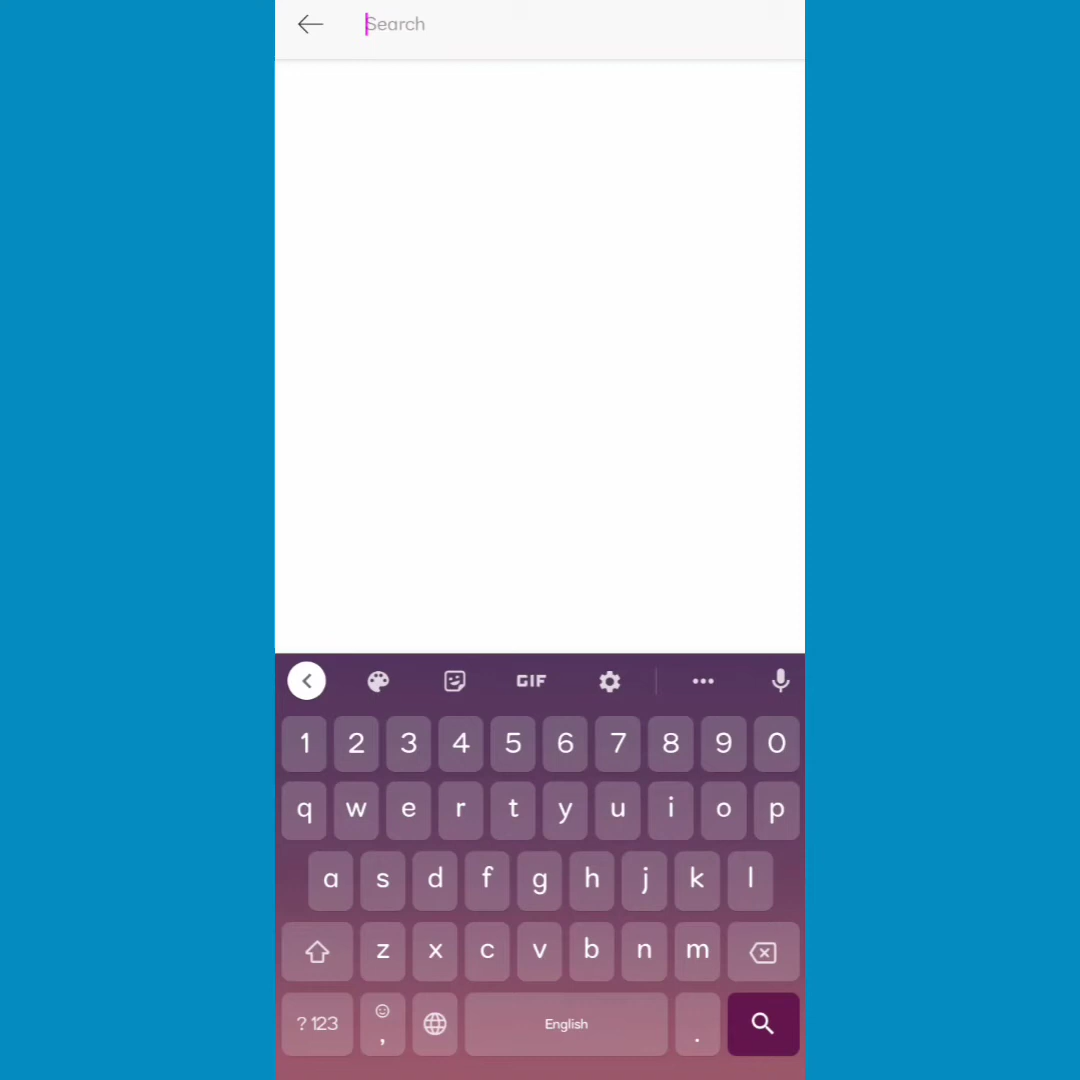 Search
GIF
1 2 3 4 5 6 7 8 9 0
q w e r t y u i o p
a s d f g h j k l
z x c v b n m
?123 , English .